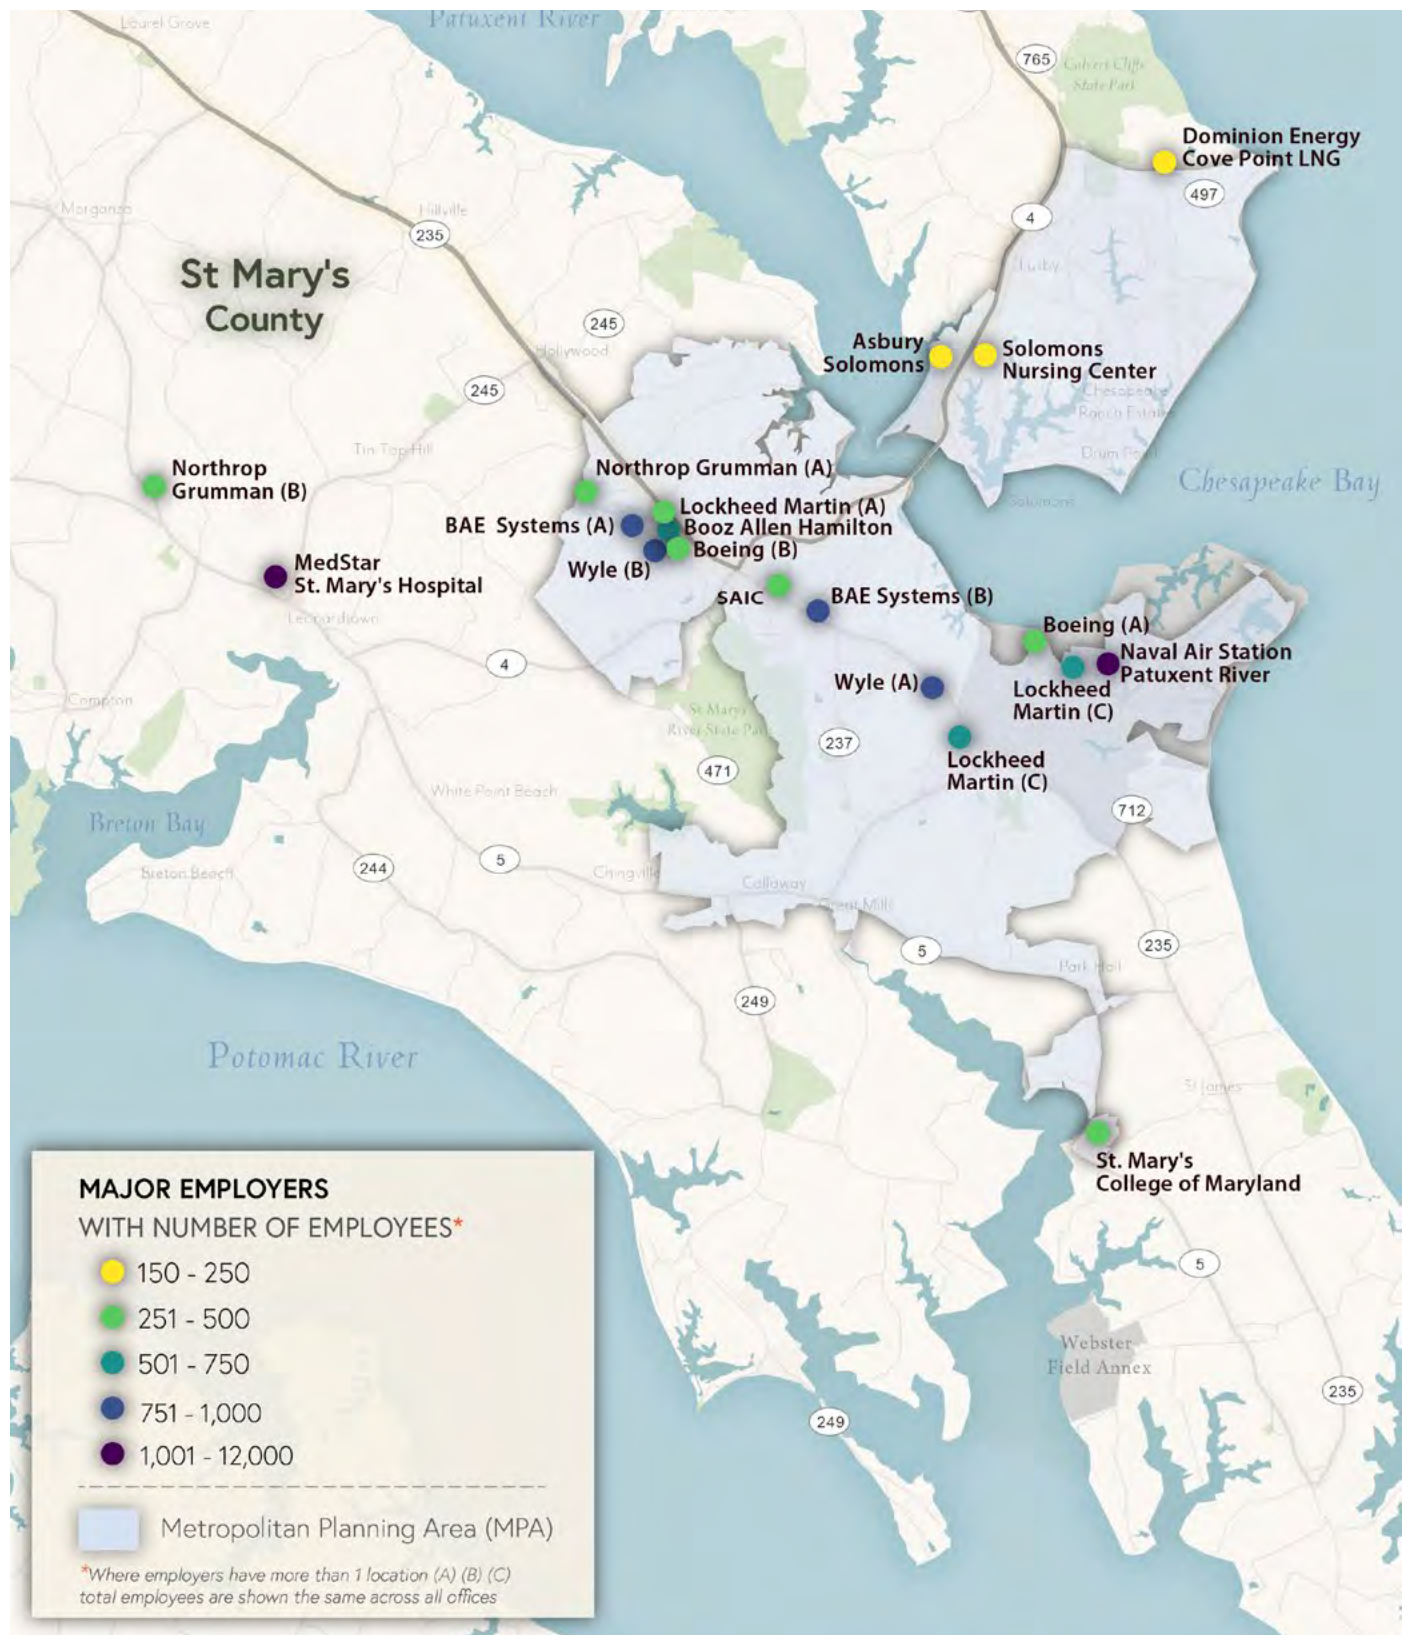 Laurel Grove
Patuxent River
765
Calvert Cliffs
State Park
Dominion Energy
Cove Point LNG
497
Morganza
Hillville
235
4
St Mary's
County
Lusby
245
Hollywood
Asbury
Solomons
Solomons
Nursing Center
245
Chesapeake
Ranch Estates
Tin Top Hill
Drum Point
Northrop
Grumman (B)
Northrop Grumman (A)
Chesapeake Bay
Solomons
Lockheed Martin (A)
BAE Systems (A)
Booz Allen Hamilton
Boeing (B)
Wyle (B)
MedStar
St. Mary's Hospital
SAIC
BAE Systems (B)
Leonardtown
Boeing (A)
Naval Air Station
Patuxent River
4
Wyle (A)
Lockheed
Martin (C)
Compton
St Marys
River State Park
237
471
Lockheed
Martin (C)
White Point Beach
712
Breton Bay
5
244
Breton Beach
Chingville
Callaway
Great Mills
5
235
Park Hall
249
Potomac River
St James
St. Mary's
College of Maryland
MAJOR EMPLOYERS
WITH NUMBER OF EMPLOYEES*
150 - 250
251 - 500
501 - 750
751 - 1,000
1,001 - 12,000
Metropolitan Planning Area (MPA)
*Where employers have more than 1 location (A) (B) (C)
total employees are shown the same across all offices
5
Webster
Field Annex
235
249